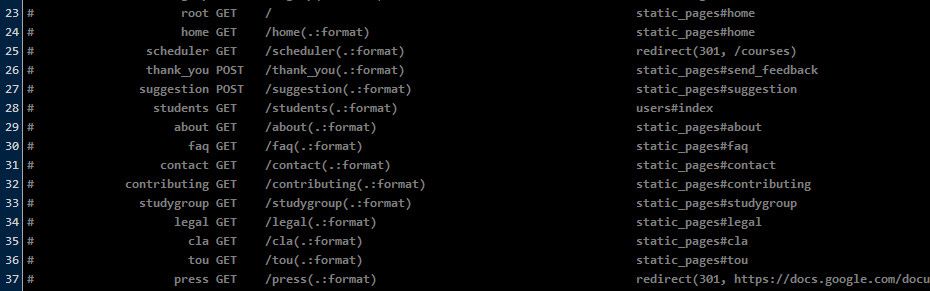 23 # root GET / static_pages#home
24 # home GET /home(.:format) static_pages#home
25 # scheduler GET /scheduler(.:format) redirect(301, /courses)
26 # thank_you POST /thank_you(.:format) static_pages#send_feedback
27 # suggestion POST /suggestion(.:format) static_pages#suggestion
28 # students GET /students(.:format) users#index
29 # about GET /about(.:format) static_pages#about
30 # faq GET /faq(.:format) static_pages#faq
31 # contact GET /contact(.:format) static_pages#contact
32 # contributing GET /contributing(.:format) static_pages#contributing
33 # studygroup GET /studygroup(.:format) static_pages#studygroup
34 # legal GET /legal(.:format) static_pages#legal
35 # cla GET /cla(.:format) static_pages#cla
36 # tou GET /tou(.:format) static_pages#tou
37 # press GET /press(.:format) redirect(301, https://docs.google.com/docu